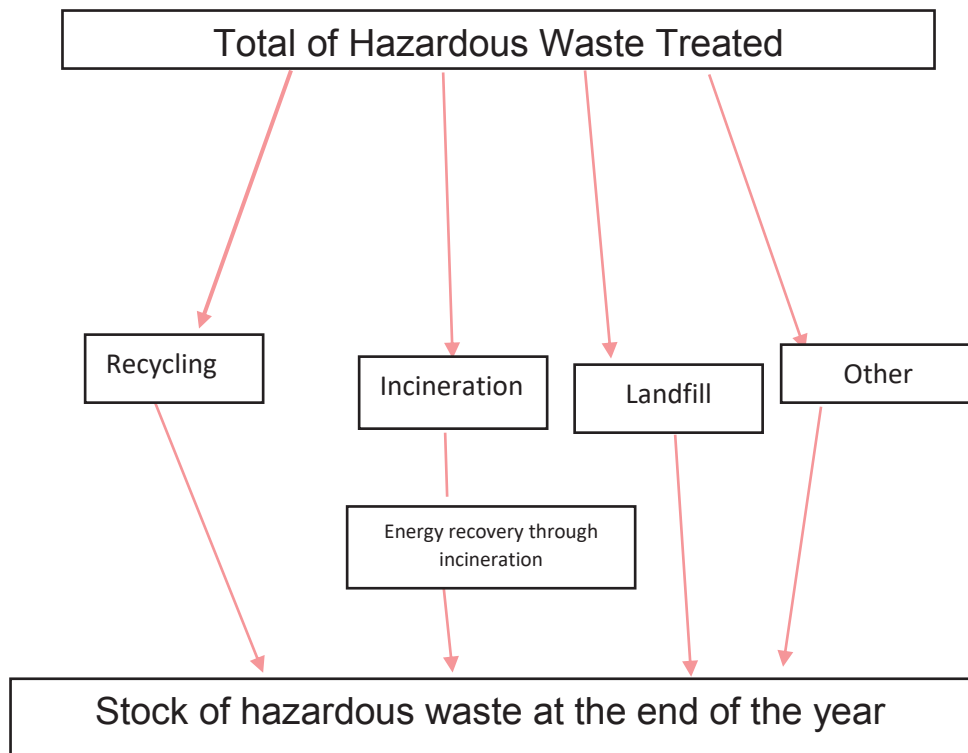 Total of Hazardous Waste Treated
Recycling
Incineration
Landfill
Other
Energy recovery through
incineration
Stock of hazardous waste at the end of the year